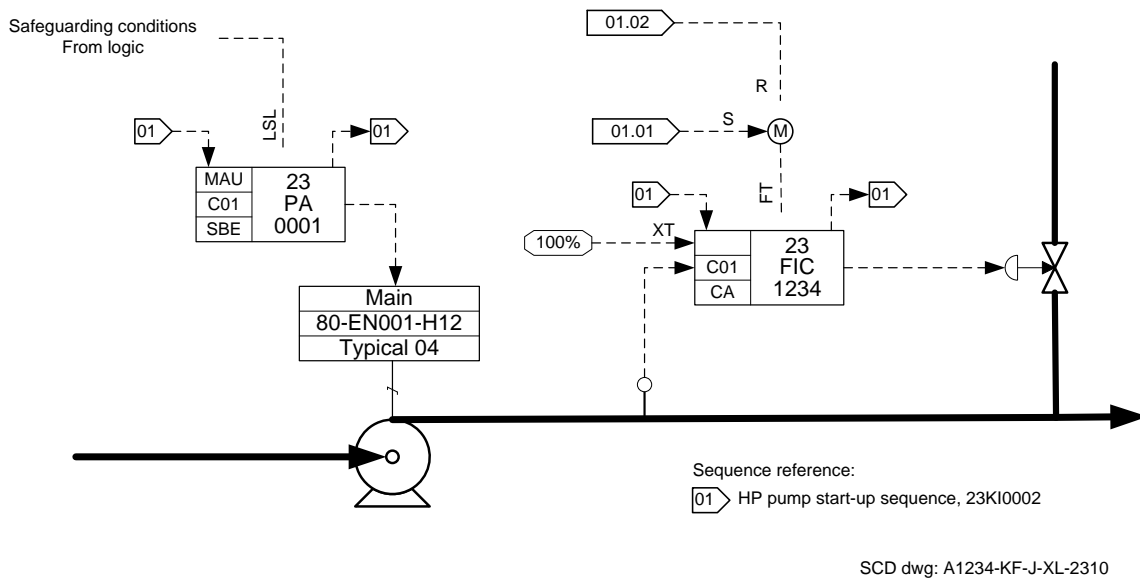 Safeguarding conditions
From logic
01.02
R
01
LSL
01
01.01
S
M
MAU
C01
SBE
23
PA
0001
01
FT
01
100%
XT
C01
CA
23
FIC
1234
Main
80-EN001-H12
Typical 04
Sequence reference:
01 HP pump start-up sequence, 23KI0002
SCD dwg: A1234-KF-J-XL-2310